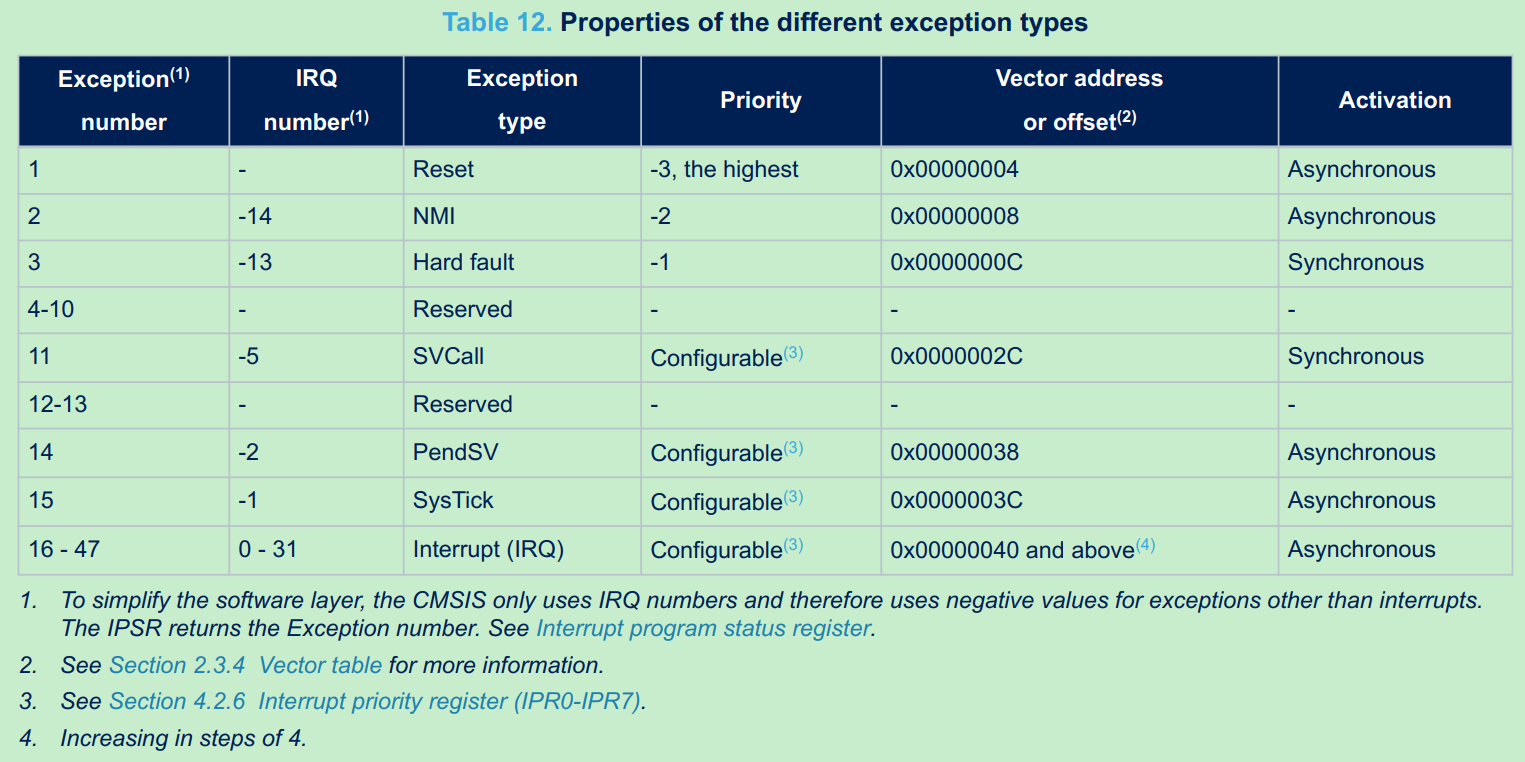 Table 12. Properties of the different exception types
Exception(1) number IRQ number(1) Exception type Priority Vector address or offset(2) Activation
1 - Reset -3, the highest 0x00000004 Asynchronous
2 -14 NMI -2 0x00000008 Asynchronous
3 -13 Hard fault -1 0x0000000C Synchronous
4-10 - Reserved - - -
11 -5 SVCall Configurable(3) 0x0000002C Synchronous
12-13 - Reserved - - -
14 -2 PendSV Configurable(3) 0x00000038 Asynchronous
15 -1 SysTick Configurable(3) 0x0000003C Asynchronous
16 - 47 0 - 31 Interrupt (IRQ) Configurable(3) 0x00000040 and above(4) Asynchronous
1. To simplify the software layer, the CMSIS only uses IRQ numbers and therefore uses negative values for exceptions other than interrupts.
The IPSR returns the Exception number. See Interrupt program status register.
2. See Section 2.3.4 Vector table for more information.
3. See Section 4.2.6 Interrupt priority register (IPR0-IPR7).
4. Increasing in steps of 4.